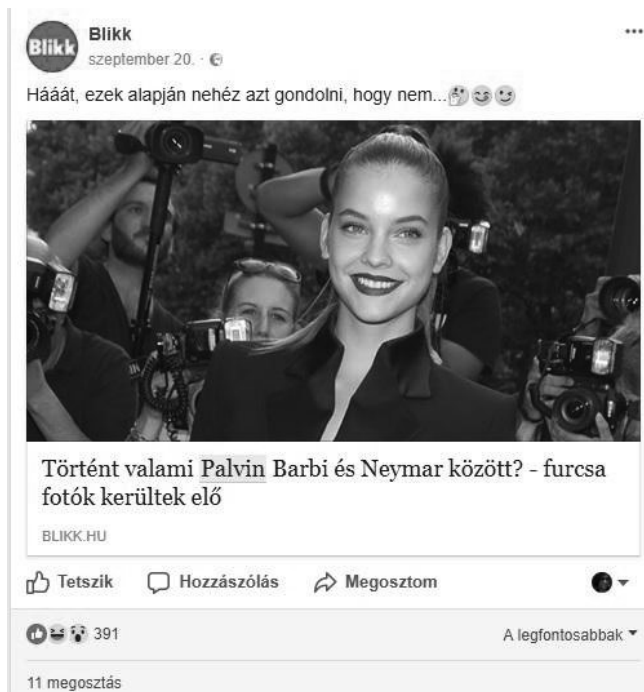 Blikk
Blikk
szeptember 20.
Hááát, ezek alapján nehéz azt gondolni, hogy nem...
Történt valami Palvin Barbi és Neymar között? - furcsa
fotók kerültek elő
BLIKK.HU
Tetszik Hozzászólás Megosztom
391 A legfontosabbak
11 megosztás